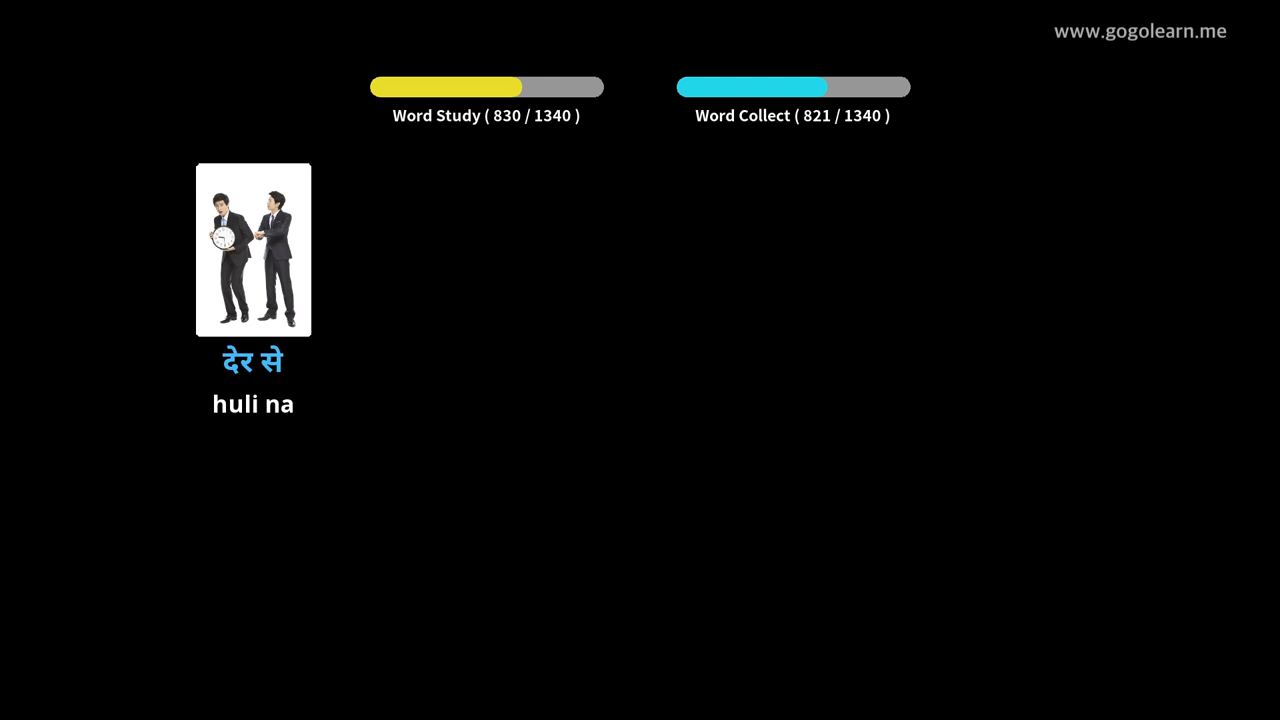 www.gogolearn.me
Word Study ( 830 / 1340 )
Word Collect ( 821 / 1340 )
देर से
huli na